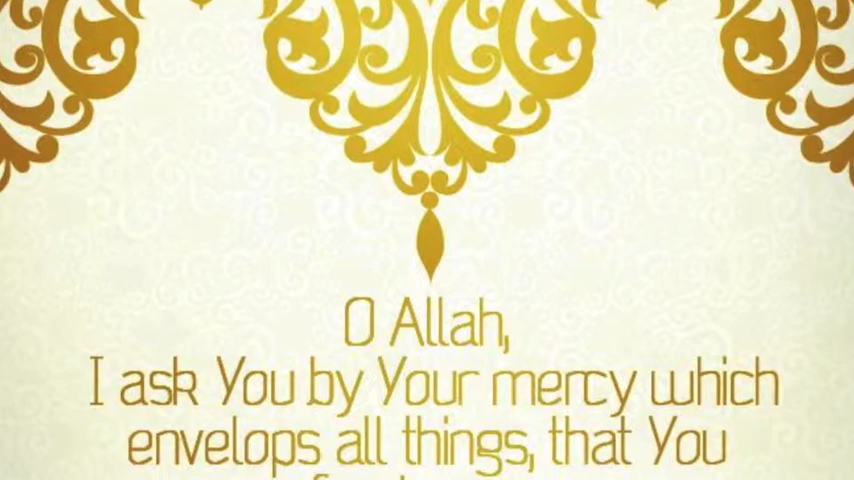 O Allah,
I ask You by Your mercy which
envelops all things, that You